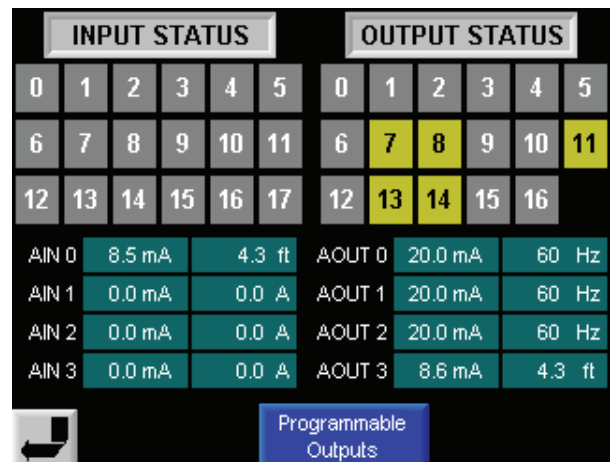 INPUT STATUS OUTPUT STATUS
0 1 2 3 4 5 0 1 2 3 4 5
6 7 8 9 10 11 6 7 8 9 10 11
12 13 14 15 16 17 12 13 14 15 16
AIN 0 8.5 mA 4.3 ft AOUT 0 20.0 mA 60 Hz
AIN 1 0.0 mA 0.0 A AOUT 1 20.0 mA 60 Hz
AIN 2 0.0 mA 0.0 A AOUT 2 20.0 mA 60 Hz
AIN 3 0.0 mA 0.0 A AOUT 3 8.6 mA 4.3 ft
Programmable
Outputs